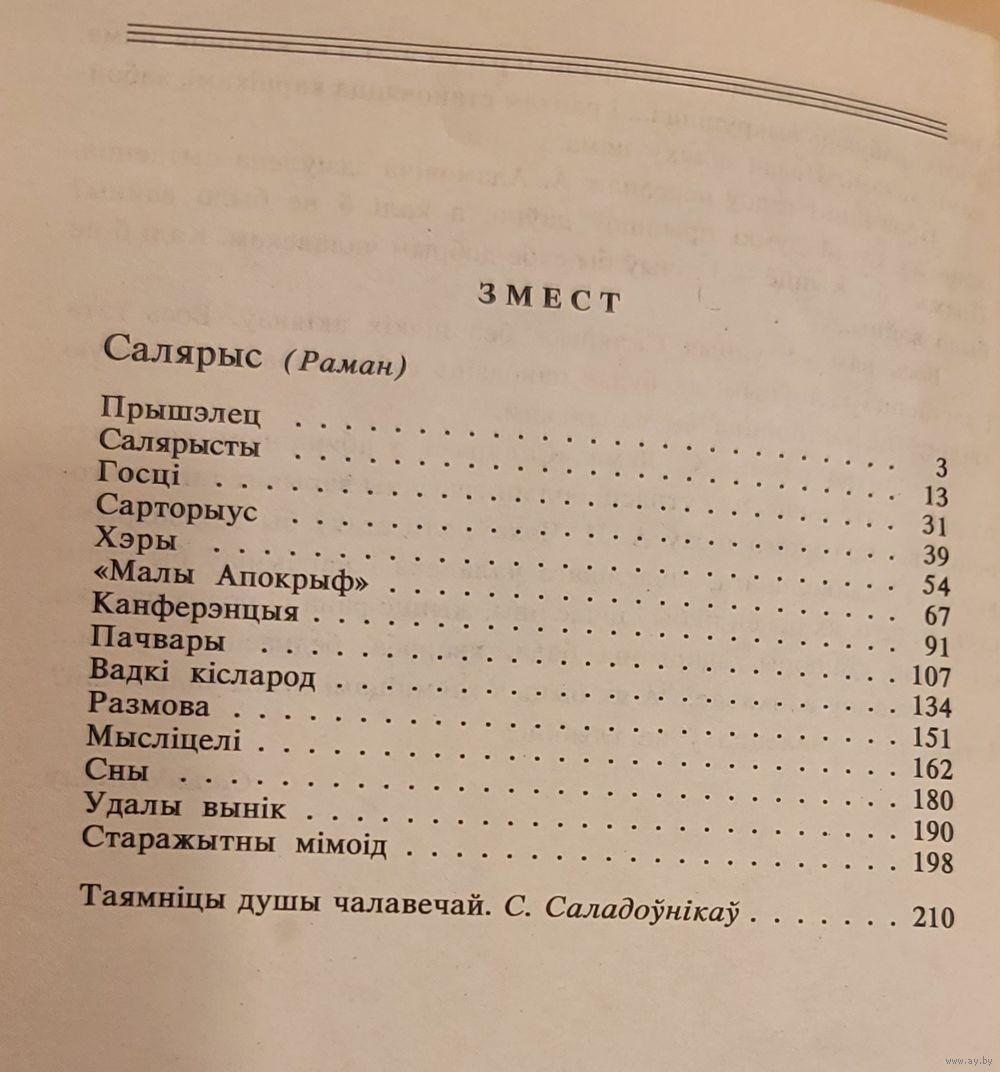 ЗМЕСТ
Салярыс (Раман)
Прышэлец . . . . . . . . . . . . . . . . . . . . 3
Салярысты . . . . . . . . . . . . . . . . . . . . 13
Госці . . . . . . . . . . . . . . . . . . . . . . . 31
Сарторыус . . . . . . . . . . . . . . . . . . . . 39
Хэры . . . . . . . . . . . . . . . . . . . . . . . 54
«Малы Апокрыф» . . . . . . . . . . . . . . . . 67
Канферэнцыя . . . . . . . . . . . . . . . . . . . 91
Пачвары . . . . . . . . . . . . . . . . . . . . . 107
Вадкі кісларод . . . . . . . . . . . . . . . . . . 134
Размова . . . . . . . . . . . . . . . . . . . . . 151
Мысліцелі . . . . . . . . . . . . . . . . . . . . 162
Сны . . . . . . . . . . . . . . . . . . . . . . . 180
Удалы вынік . . . . . . . . . . . . . . . . . . . 190
Старажытны мімоід . . . . . . . . . . . . . . . 198
Таямніцы душы чалавечай. С. Саладоўнікаў . . . . . . . . 210
www.ay.by